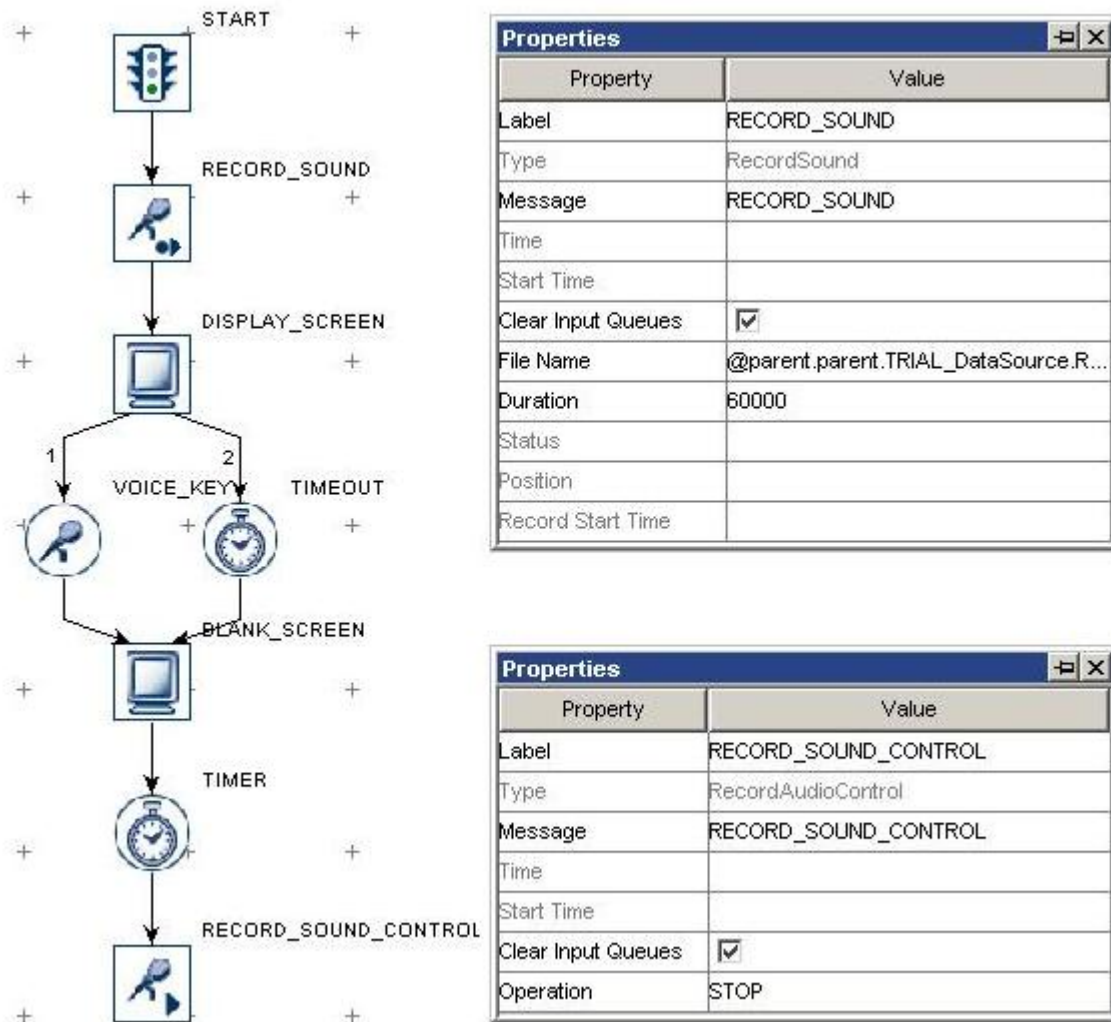 START
RECORD_SOUND
DISPLAY_SCREEN
1
2
VOICE_KEY
TIMEOUT
BLANK_SCREEN
TIMER
RECORD_SOUND_CONTROL
Properties
Property Value
Label RECORD_SOUND
Type RecordSound
Message RECORD_SOUND
Time
Start Time
Clear Input Queues
File Name @parent.parent.TRIAL_DataSource.R...
Duration 60000
Status
Position
Record Start Time
Properties
Property Value
Label RECORD_SOUND_CONTROL
Type RecordAudioControl
Message RECORD_SOUND_CONTROL
Time
Start Time
Clear Input Queues
Operation STOP